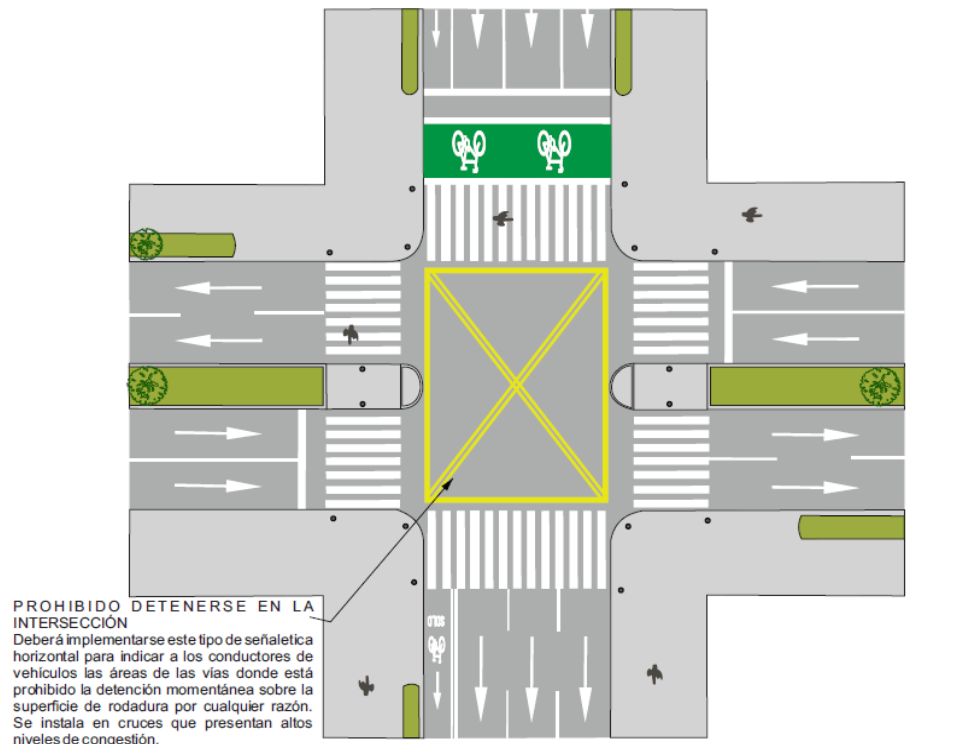 SOLO
PROHIBIDO DETENERSE EN LA
INTERSECCIÓN
Deberá implementarse este tipo de señaletica
horizontal para indicar a los conductores de
vehículos las áreas de las vías donde está
prohibido la detención momentánea sobre la
superficie de rodadura por cualquier razón.
Se instala en cruces que presentan altos
niveles de congestión.